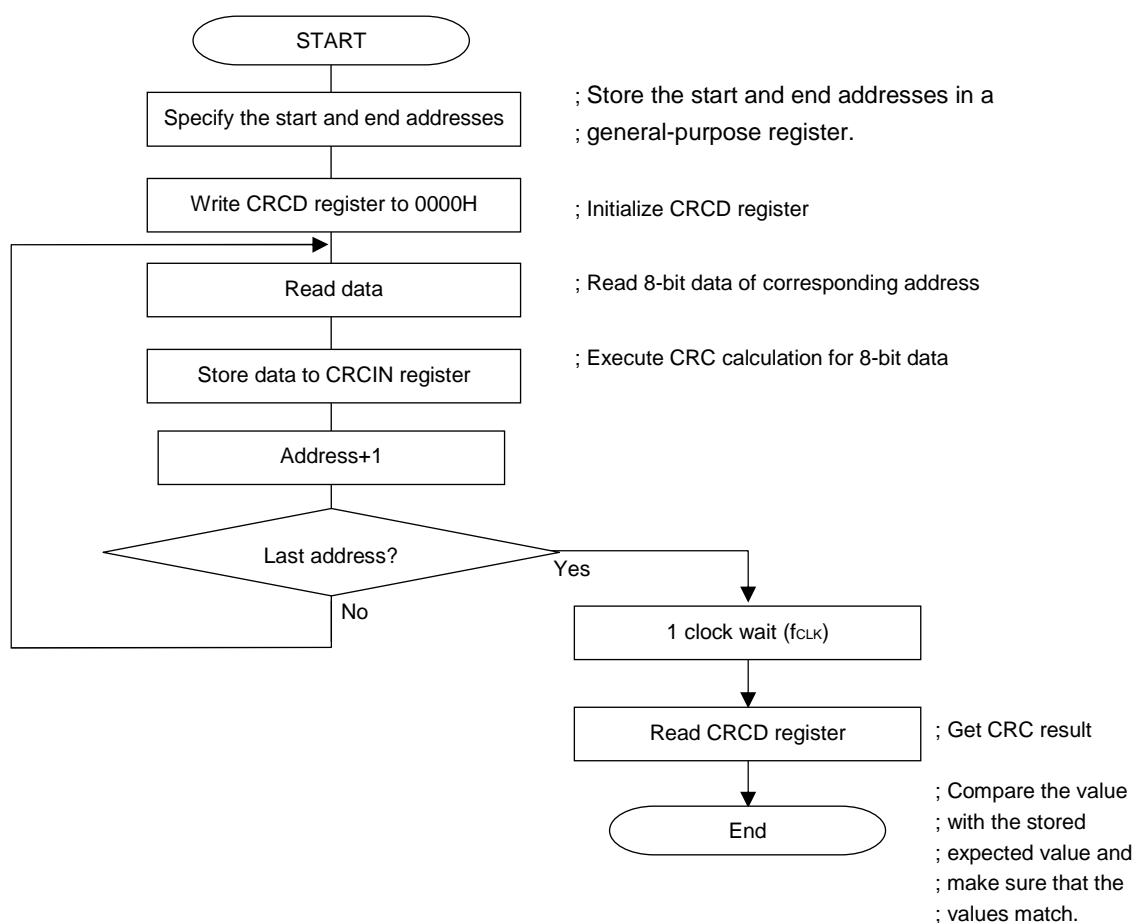 START
Specify the start and end addresses
; Store the start and end addresses in a
; general-purpose register.
Write CRCD register to 0000H
; Initialize CRCD register
Read data
; Read 8-bit data of corresponding address
Store data to CRCIN register
; Execute CRC calculation for 8-bit data
Address+1
Last address?
Yes
No
1 clock wait (fCLK)
Read CRCD register
; Get CRC result
End
; Compare the value
; with the stored
; expected value and
; make sure that the
; values match.